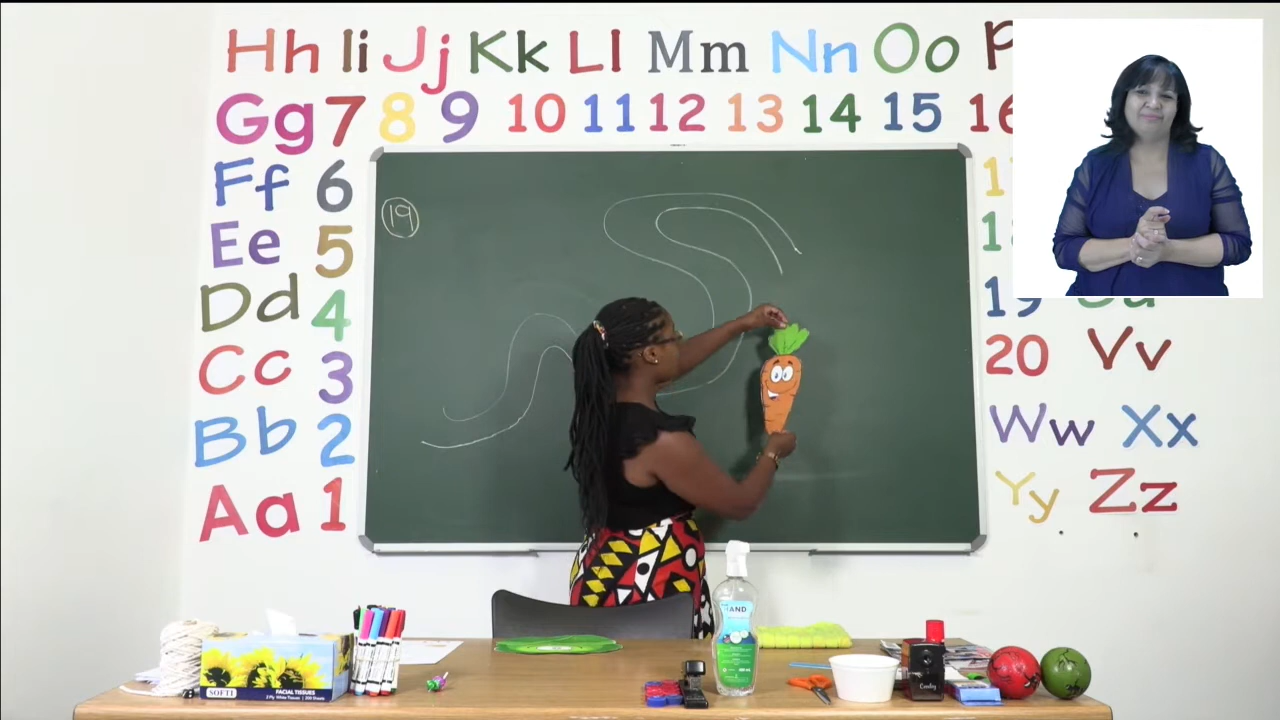 Hh Ii Jj Kk Ll Mm Nn Oo P
Gg 7 8 9 10 11 12 13 14 15 16
Ff 6
Ee 5
Dd 4
Cc 3
Bb 2
Aa 1
19
19
20 Vv
Ww Xx
Yy Zz
HAND
SOFTI
FACIAL TISSUES